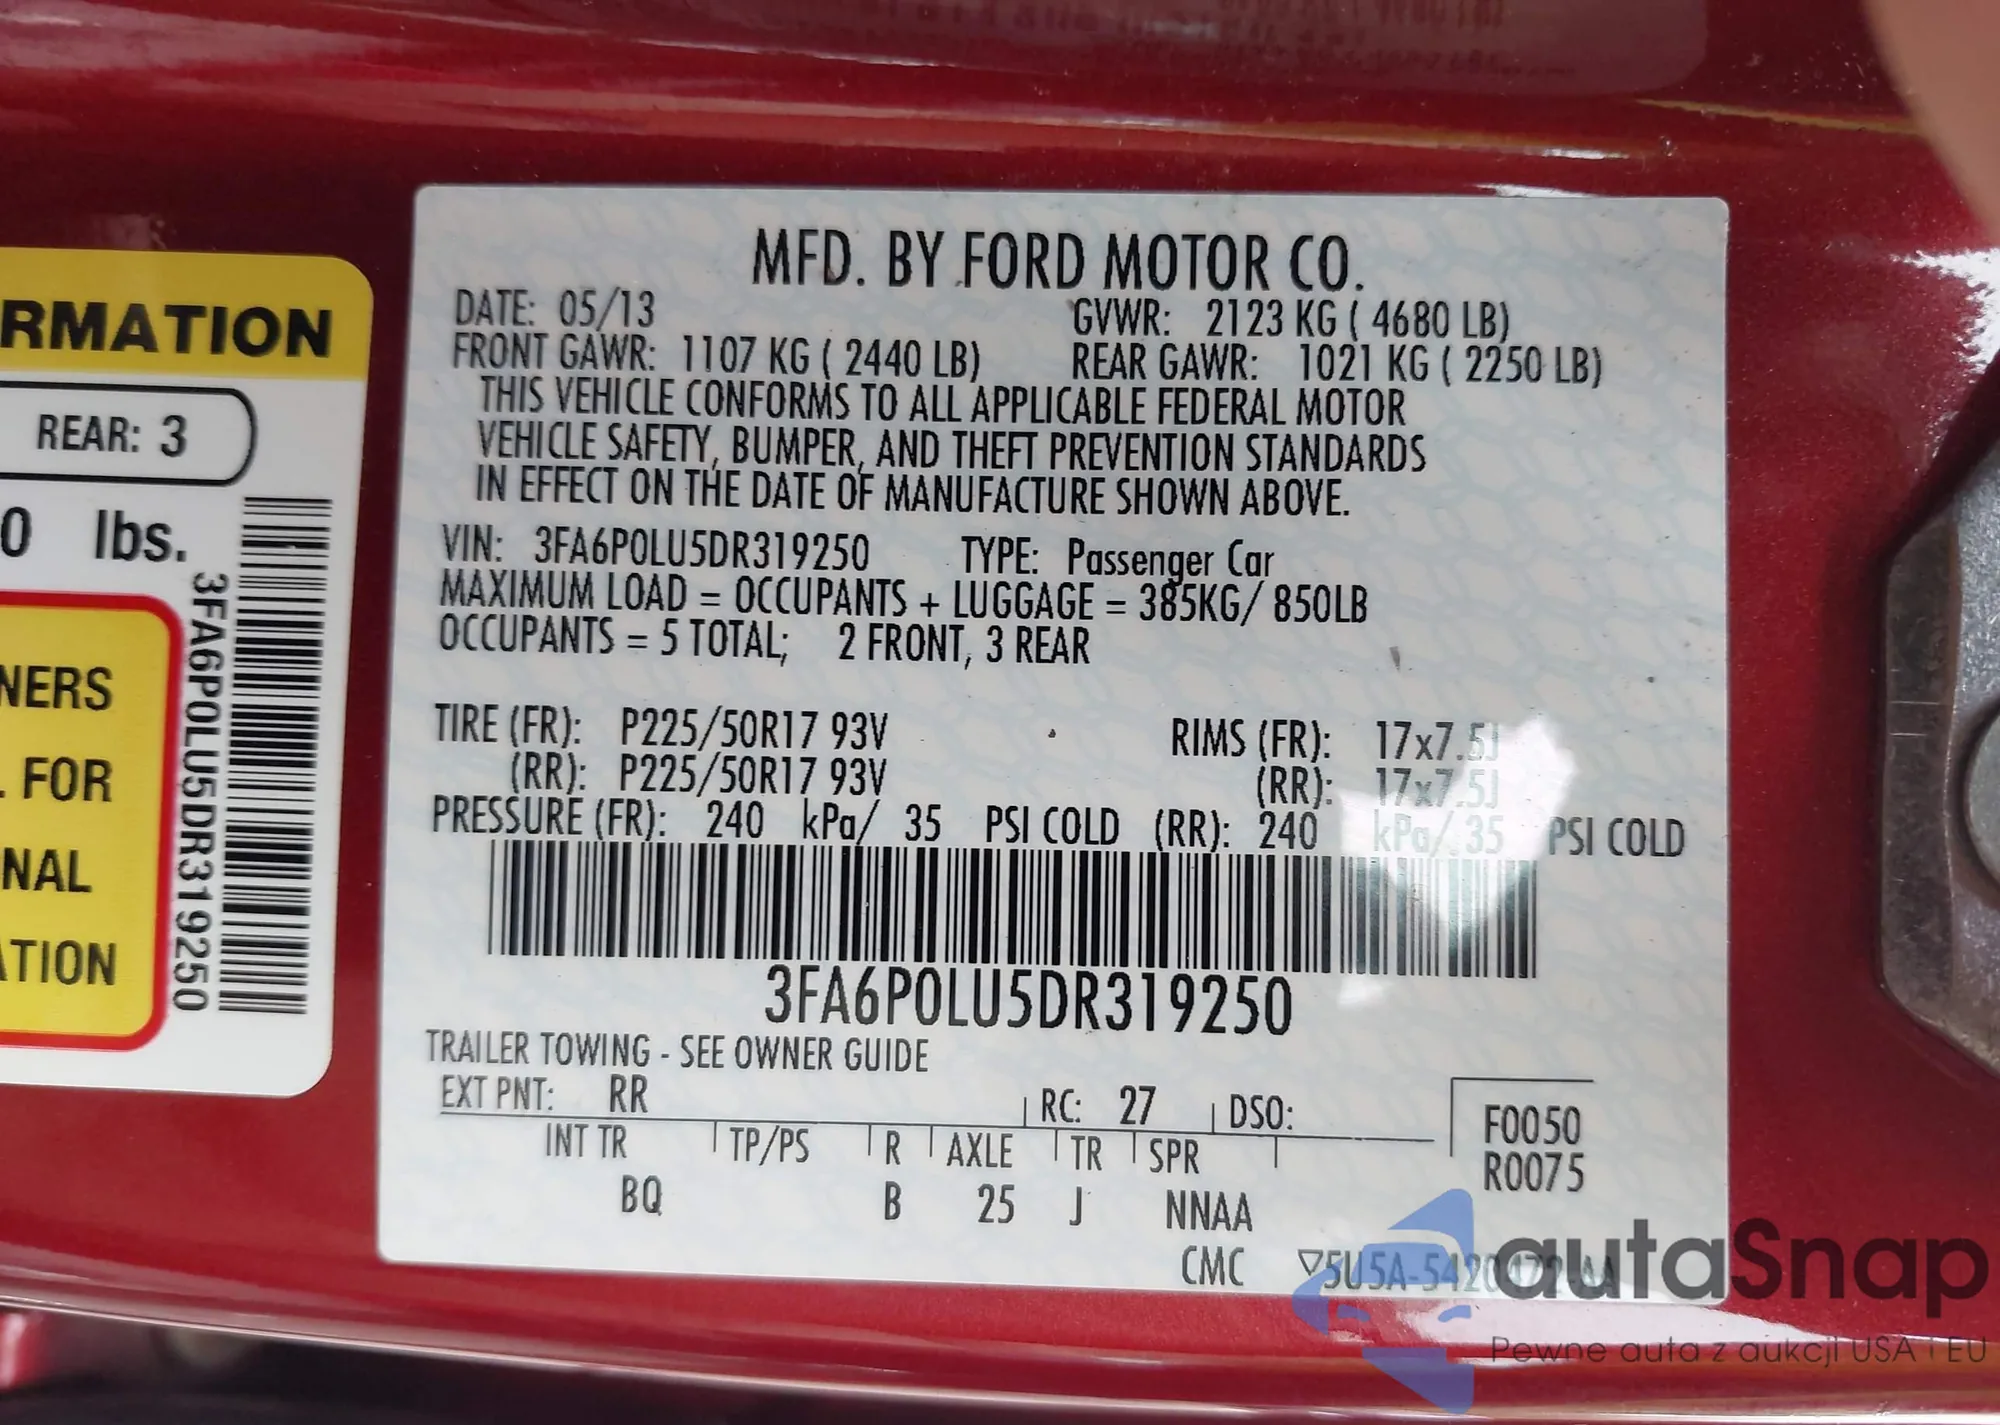 MFD. BY FORD MOTOR CO.
DATE: 05/13 GVWR: 2123 KG ( 4680 LB)
FRONT GAWR: 1107 KG ( 2440 LB) REAR GAWR: 1021 KG ( 2250 LB)
THIS VEHICLE CONFORMS TO ALL APPLICABLE FEDERAL MOTOR
VEHICLE SAFETY, BUMPER, AND THEFT PREVENTION STANDARDS
IN EFFECT ON THE DATE OF MANUFACTURE SHOWN ABOVE.
VIN: 3FA6P0LU5DR319250 TYPE: Passenger Car
MAXIMUM LOAD = OCCUPANTS + LUGGAGE = 385KG/ 850LB
OCCUPANTS = 5 TOTAL; 2 FRONT, 3 REAR
TIRE (FR): P225/50R17 93V RIMS (FR): 17x7.5J
(RR): P225/50R17 93V (RR): 17x7.5J
PRESSURE (FR): 240 kPa/ 35 PSI COLD (RR): 240 kPa/ 35 PSI COLD
3FA6P0LU5DR319250
TRAILER TOWING - SEE OWNER GUIDE
EXT PNT: RR RC: 27 DSO:
INT TR TP/PS R AXLE TR SPR
BQ B 25 J NNAA
F0050
R0075
CMC
RMATION
REAR: 3
0 lbs.
NERS
. FOR
NAL
ATION
3FA6P0LU5DR319250
autaSnap
Pewne auta z aukcji USA i EU